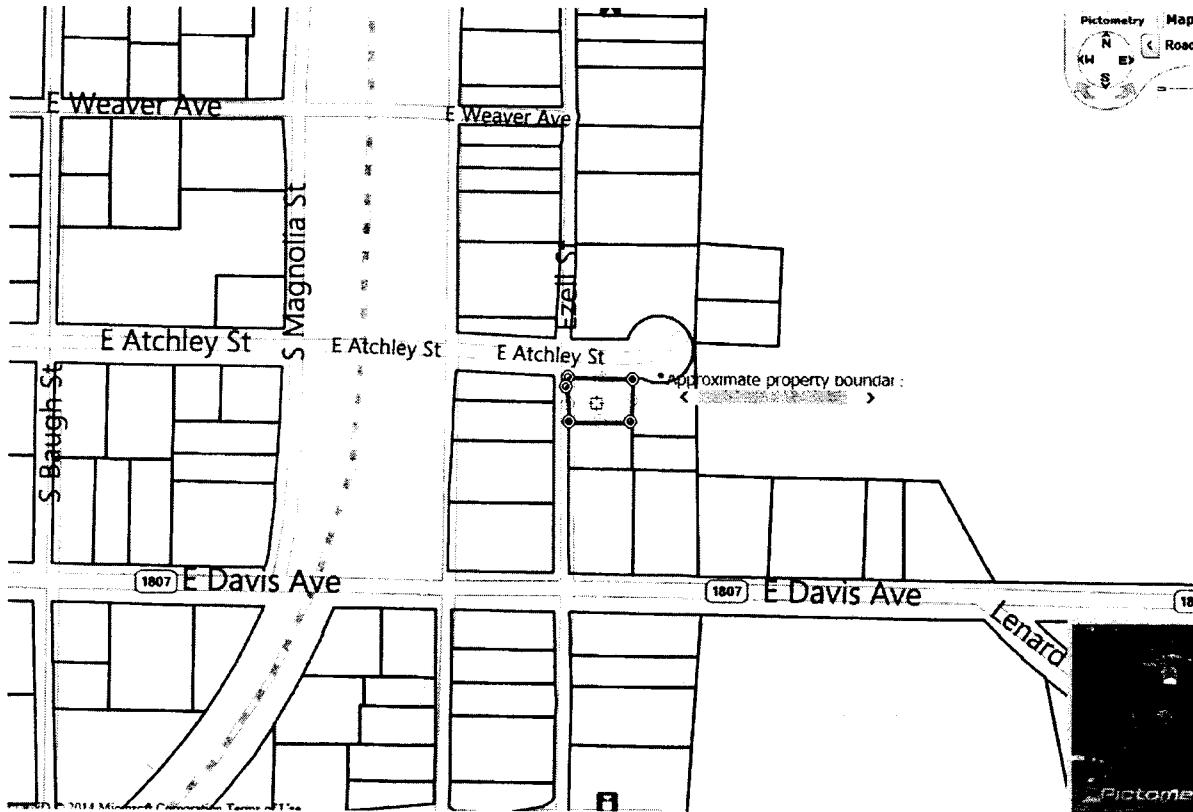 Pictometry
Map
N
W
E
S
Road
E Weaver Ave
E Weaver Ave
S Magnolia St
Ezell St
E Atchley St
E Atchley St
E Atchley St
S Baugh St
Approximate property boundar :
1807
E Davis Ave
1807
E Davis Ave
18
Lenard
© 2014 Microsoft Corporation Terms of Use
Pictome